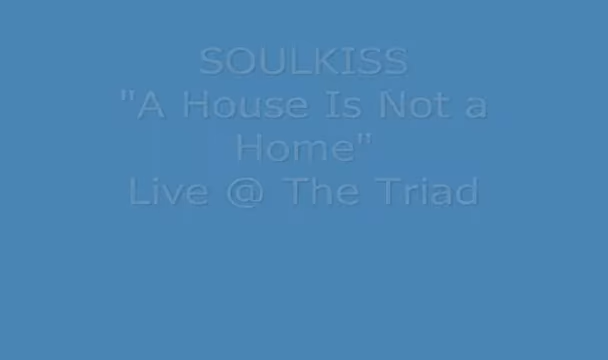 SOULKISS
"A House Is Not a
Home"
Live @ The Triad